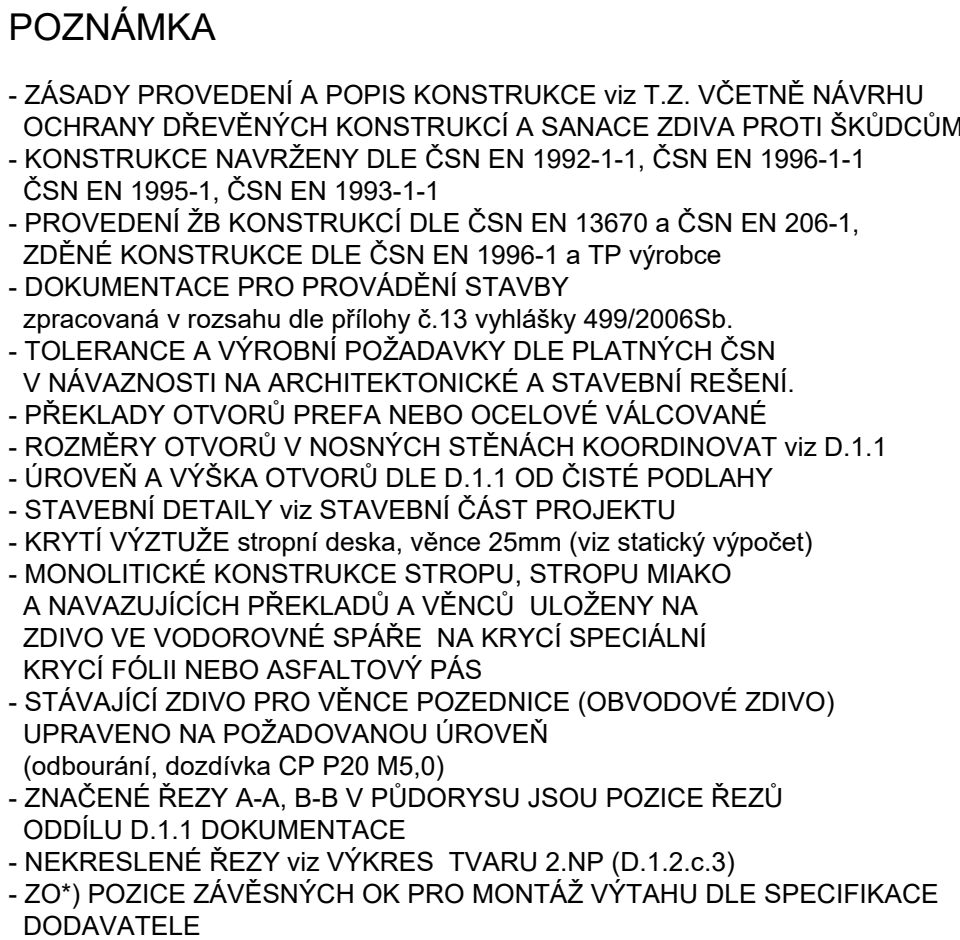 POZNÁMKA
- ZÁSADY PROVEDENÍ A POPIS KONSTRUKCE viz T.Z. VČETNĚ NÁVRHU
OCHRANY DŘEVĚNÝCH KONSTRUKCÍ A SANACE ZDIVA PROTI ŠKŮDCŮM
- KONSTRUKCE NAVRŽENY DLE ČSN EN 1992-1-1, ČSN EN 1996-1-1
ČSN EN 1995-1, ČSN EN 1993-1-1
- PROVEDENÍ ŽB KONSTRUKCÍ DLE ČSN EN 13670 a ČSN EN 206-1,
ZDĚNÉ KONSTRUKCE DLE ČSN EN 1996-1 a TP výrobce
- DOKUMENTACE PRO PROVÁDĚNÍ STAVBY
zpracovaná v rozsahu dle přílohy č.13 vyhlášky 499/2006Sb.
- TOLERANCE A VÝROBNÍ POŽADAVKY DLE PLATNÝCH ČSN
V NÁVAZNOSTI NA ARCHITEKTONICKÉ A STAVEBNÍ REŠENÍ.
- PŘEKLADY OTVORŮ PREFA NEBO OCELOVÉ VÁLCOVANÉ
- ROZMĚRY OTVORŮ V NOSNÝCH STĚNÁCH KOORDINOVAT viz D.1.1
- ÚROVEŇ A VÝŠKA OTVORŮ DLE D.1.1 OD ČISTÉ PODLAHY
- STAVEBNÍ DETAILY viz STAVEBNÍ ČÁST PROJEKTU
- KRYTÍ VÝZTUŽE stropní deska, věnce 25mm (viz statický výpočet)
- MONOLITICKÉ KONSTRUKCE STROPU, STROPU MIAKO
A NAVAZUJÍCÍCH PŘEKLADŮ A VĚNCŮ  ULOŽENY NA
ZDIVO VE VODOROVNÉ SPÁŘE  NA KRYCÍ SPECIÁLNÍ
KRYCÍ FÓLII NEBO ASFALTOVÝ PÁS
- STÁVAJÍCÍ ZDIVO PRO VĚNCE POZEDNICE (OBVODOVÉ ZDIVO)
UPRAVENO NA POŽADOVANOU ÚROVEŇ
(odbourání, dozdívka CP P20 M5,0)
- ZNAČENÉ ŘEZY A-A, B-B V PŮDORYSU JSOU POZICE ŘEZŮ
ODDÍLU D.1.1 DOKUMENTACE
- NEKRESLENÉ ŘEZY viz VÝKRES  TVARU 2.NP (D.1.2.c.3)
- ZO*) POZICE ZÁVĚSNÝCH OK PRO MONTÁŽ VÝTAHU DLE SPECIFIKACE
DODAVATELE